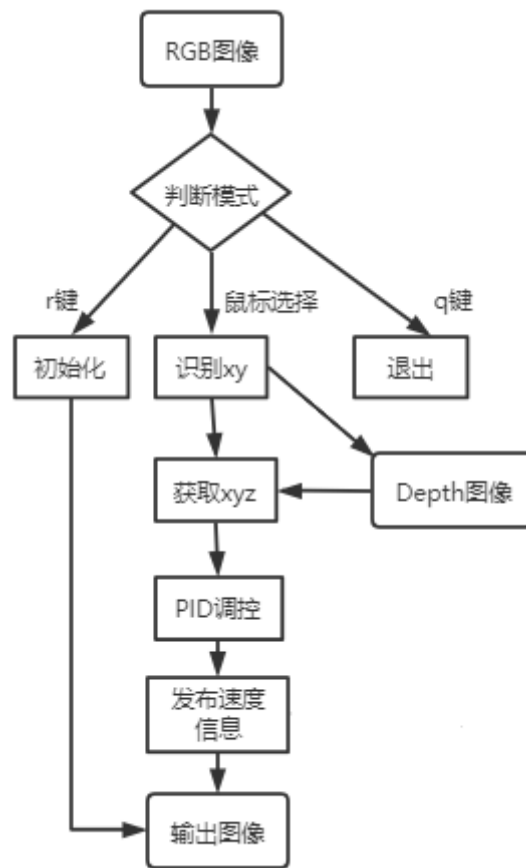 RGB图像
判断模式
r键
鼠标选择
q键
初始化
识别xy
退出
获取xyz
Depth图像
PID调控
发布速度
信息
输出图像